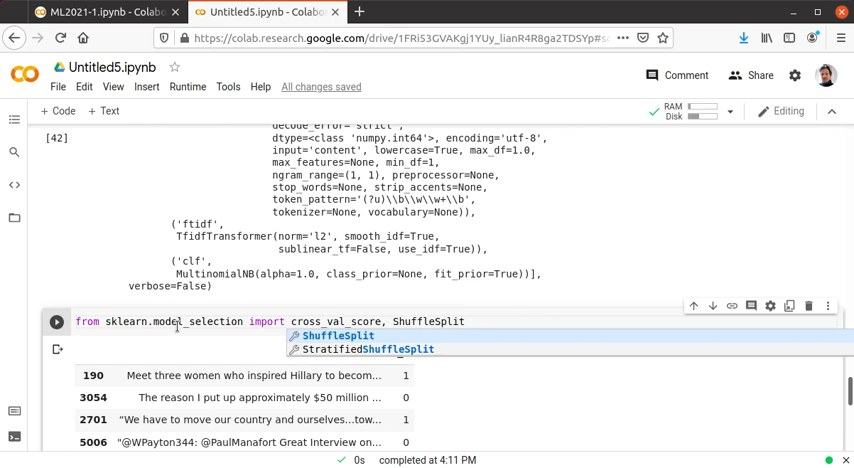 ML2021-1.ipynb - Colabo
Untitled5.ipynb - Colabora
https://colab.research.google.com/drive/1FRi53GVAKgj1YUy_lianR4R8ga2TDSYp#sc
Untitled5.ipynb
File Edit View Insert Runtime Tools Help All changes saved
Comment Share
+ Code + Text
RAM
Disk
Editing
decode_error='strict',
[42] dtype=<class 'numpy.int64'>, encoding='utf-8',
input='content', lowercase=True, max_df=1.0,
max_features=None, min_df=1,
ngram_range=(1, 1), preprocessor=None,
stop_words=None, strip_accents=None,
token_pattern='(?u)\\b\\w\\w+\\b',
tokenizer=None, vocabulary=None)),
('ftidf',
TfidfTransformer(norm='l2', smooth_idf=True,
sublinear_tf=False, use_idf=True)),
('clf',
MultinomialNB(alpha=1.0, class_prior=None, fit_prior=True))],
verbose=False)
from sklearn.model_selection import cross_val_score, ShuffleSplit
ShuffleSplit
StratifiedShuffleSplit
190 Meet three women who inspired Hillary to becom... 1
3054 The reason I put up approximately $50 million ... 0
2701 “We have to move our country and ourselves...tow... 1
5006 "@WPayton344: @PaulManafort Great Interview on... 0
0s completed at 4:11 PM